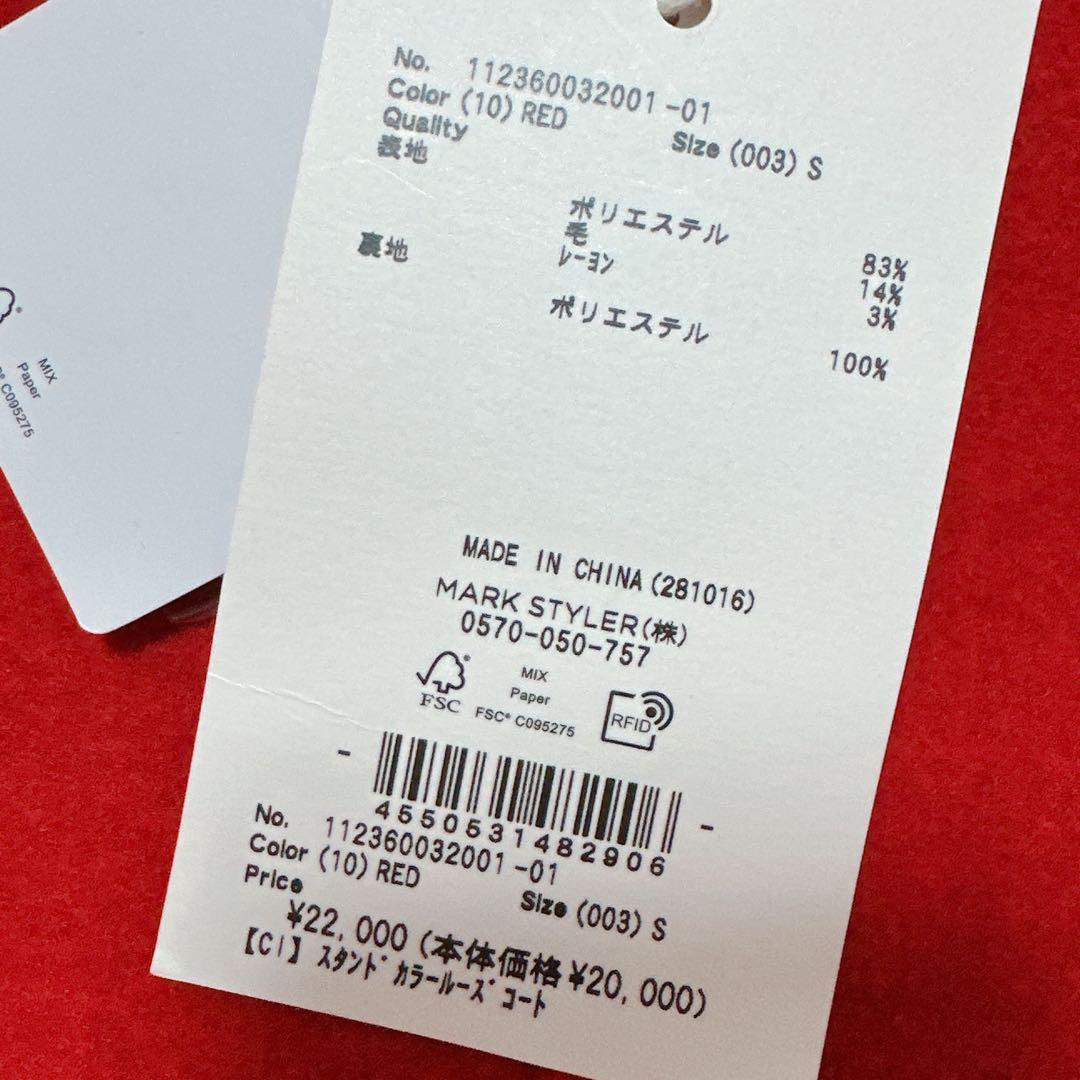 No. 112360032001-01
Color (10) RED
Size (003) S
Quality
表地
ポリエステル 83%
毛 14%
レーヨン 3%
裏地
ポリエステル 100%
MADE IN CHINA (281016)
MARK STYLER(株)
0570-050-757
FSC
MIX
Paper
FSC® C095275
RFID
4550531482906
No. 112360032001-01
Color (10) RED
Size (003) S
Price
¥22,000 (本体価格¥20,000)
【CI】 スタンドカラールーズコート
MIX
Paper
C095275